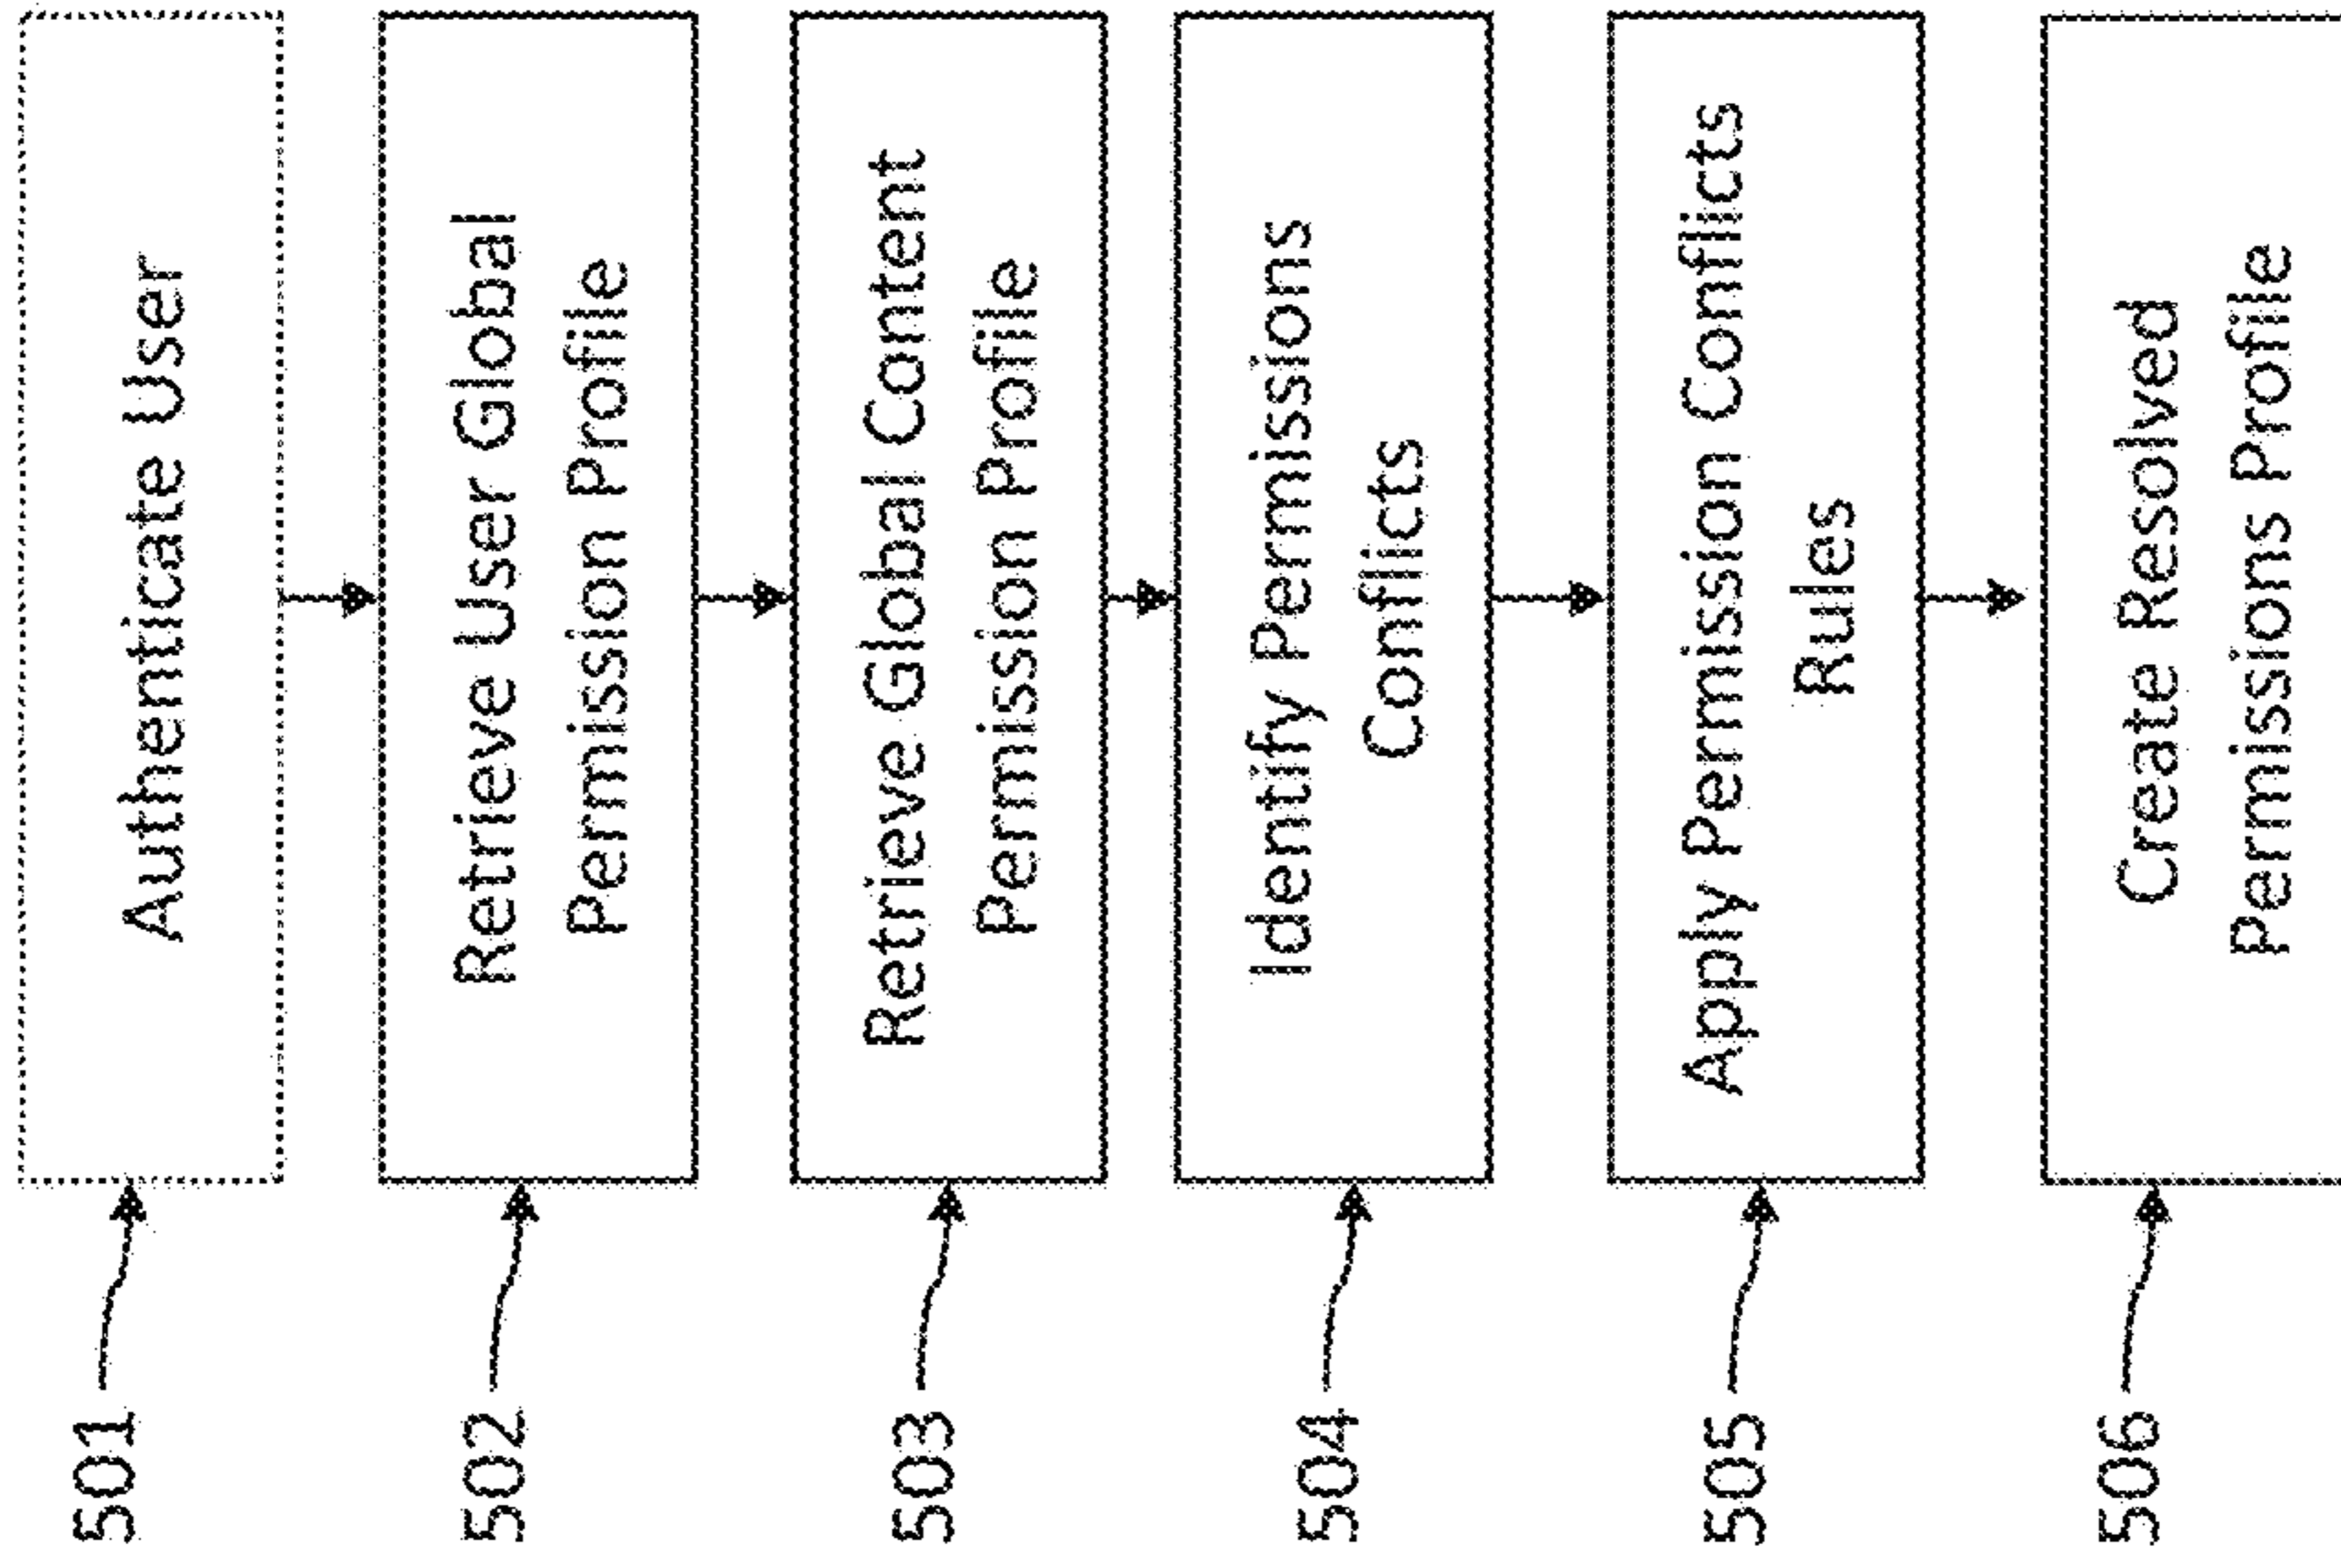 501
Authenticate User
502
Retrieve User Global
Permission Profile
503
Retrieve Global Content
Permission Profile
504
Identify Permissions
Conflicts
505
Apply Permission Conflicts
Rules
506
Create Resolved
Permissions Profile